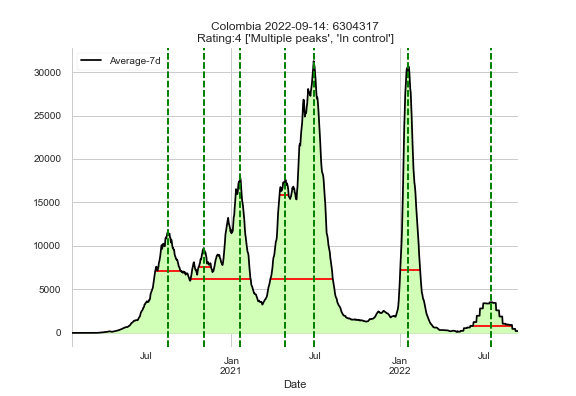 Colombia 2022-09-14: 6304317
Rating:4 ['Multiple peaks', 'In control']
Average-7d
30000
25000
20000
15000
10000
5000
0
Jul
Jan
2021
Jul
Jan
2022
Jul
Date